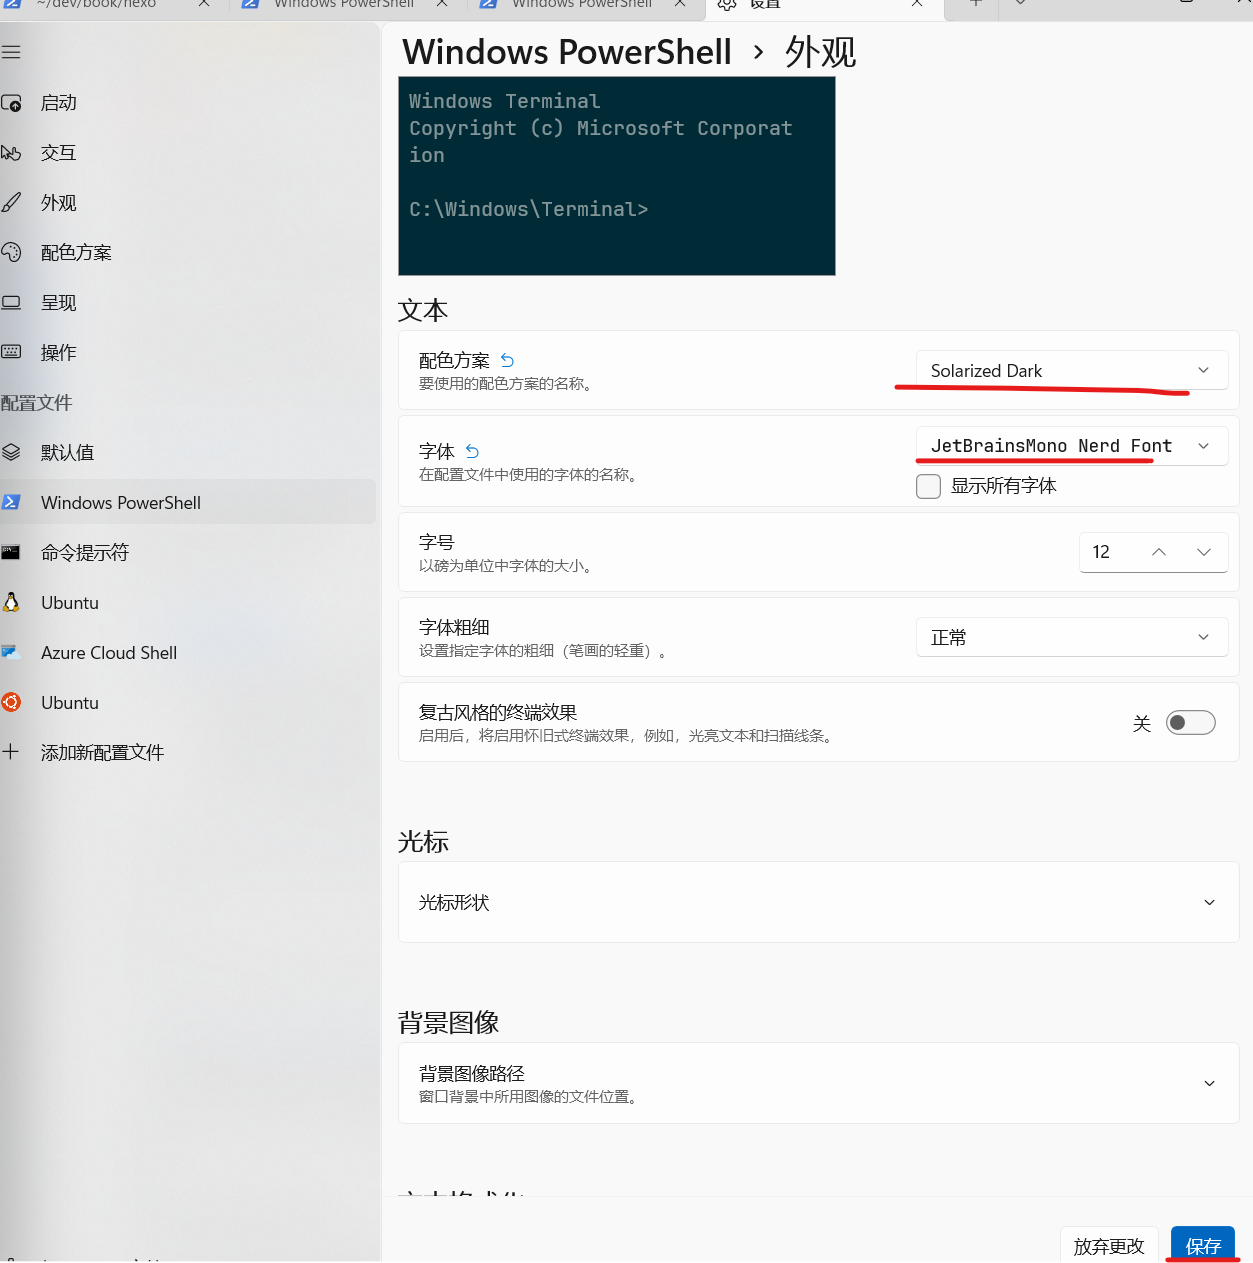 ~/dev/book/hexo
Windows PowerShell
Windows PowerShell
设置
启动
交互
外观
配色方案
呈现
操作
配置文件
默认值
Windows PowerShell
命令提示符
Ubuntu
Azure Cloud Shell
Ubuntu
添加新配置文件
Windows PowerShell › 外观
Windows Terminal
Copyright (c) Microsoft Corporat
ion
C:\Windows\Terminal>
文本
配色方案
要使用的配色方案的名称。
Solarized Dark
字体
在配置文件中使用的字体的名称。
JetBrainsMono Nerd Font
显示所有字体
字号
以磅为单位中字体的大小。
12
字体粗细
设置指定字体的粗细（笔画的轻重）。
正常
复古风格的终端效果
启用后，将启用怀旧式终端效果，例如，光亮文本和扫描线条。
关
光标
光标形状
背景图像
背景图像路径
窗口背景中所用图像的文件位置。
放弃更改
保存